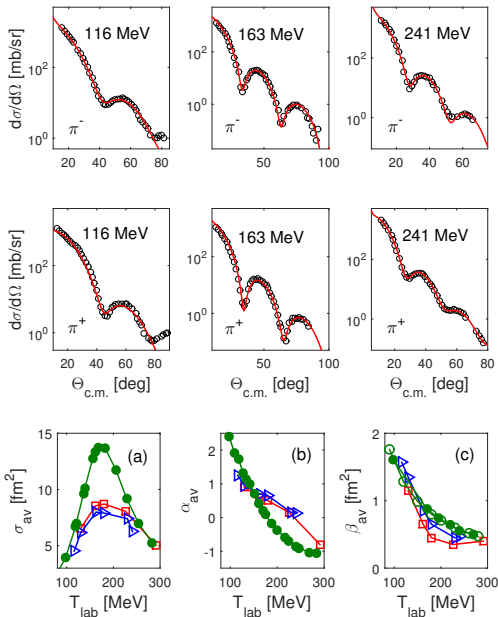 116 MeV
163 MeV
241 MeV
dσ/dΩ [mb/sr]
10²
10⁰
10²
10⁰
10²
10⁰
π⁻
π⁻
π⁻
20 40 60 80
50 100
20 40 60
116 MeV
163 MeV
241 MeV
dσ/dΩ [mb/sr]
10²
10⁰
10²
10⁰
10²
10⁰
π⁺
π⁺
π⁺
20 40 60 80
50 100
20 40 60 80
Θc.m. [deg]
Θc.m. [deg]
Θc.m. [deg]
(a)
(b)
(c)
σav [fm²]
15
10
5
αav
2
1
0
-1
βav [fm²]
2
1
0
100 200 300
100 200 300
100 200 300
Tlab
Tlab
Tlab
[MeV]
[MeV]
[MeV]